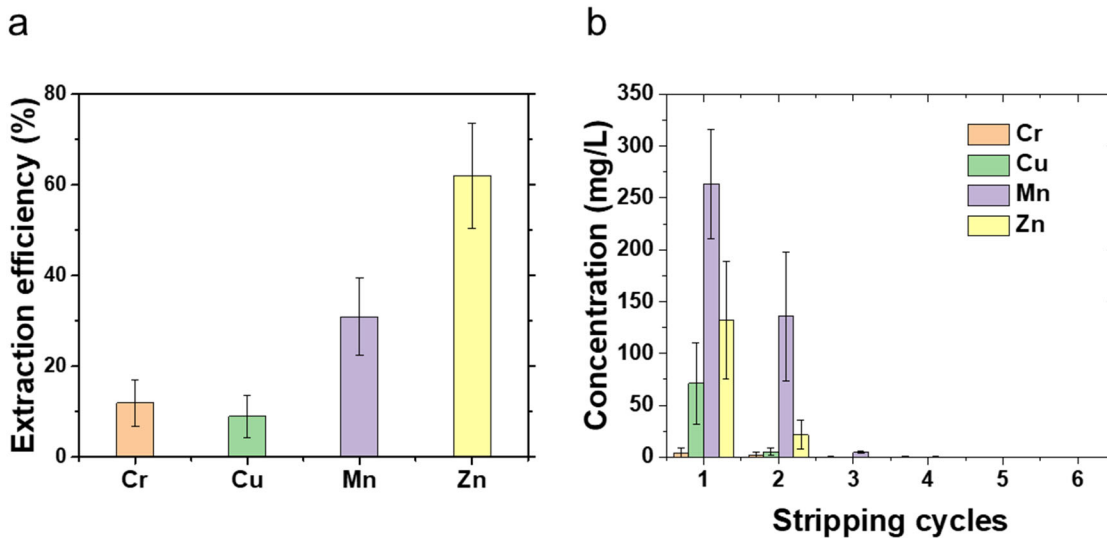 a
b
Extraction efficiency (%)
80
60
40
20
0
Cr
Cu
Mn
Zn
Concentration (mg/L)
350
300
250
200
150
100
50
0
Cr
Cu
Mn
Zn
1
2
3
4
5
6
Stripping cycles